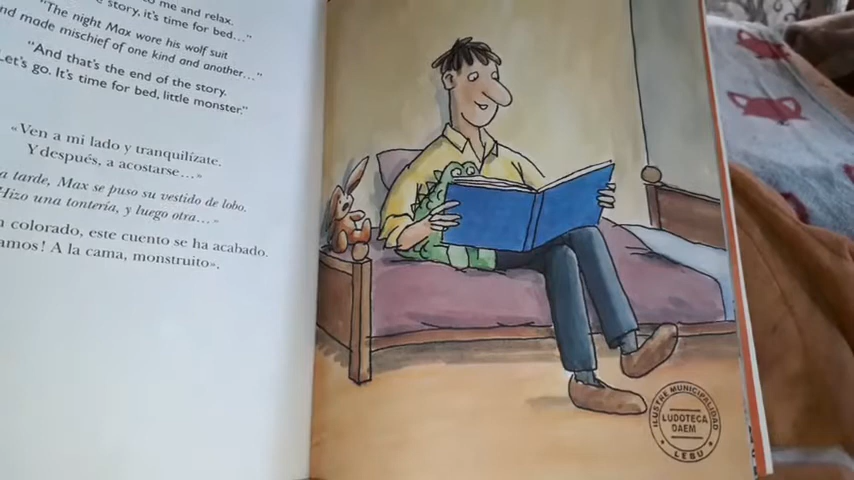 to me and relax.
story, it's time for bed...
"The night Max wore his wolf suit
and made mischief of one kind and another...
"And that's the end of the story.
Let's go. It's time for bed, little monster."
«Ven a mi lado y tranquilízate.
Y después, a acostarse...»
tarde, Max se puso su vestido de lobo.
Hizo una tontería, y luego otra...
colorado, este cuento se ha acabado.
¡Vamos! A la cama, monstruito».
ILUSTRE MUNICIPALIDAD
LUDOTECA
DAEM
LEBU